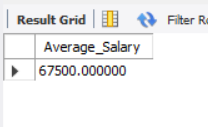 Result Grid Filter Ro
Average_Salary
67500.000000